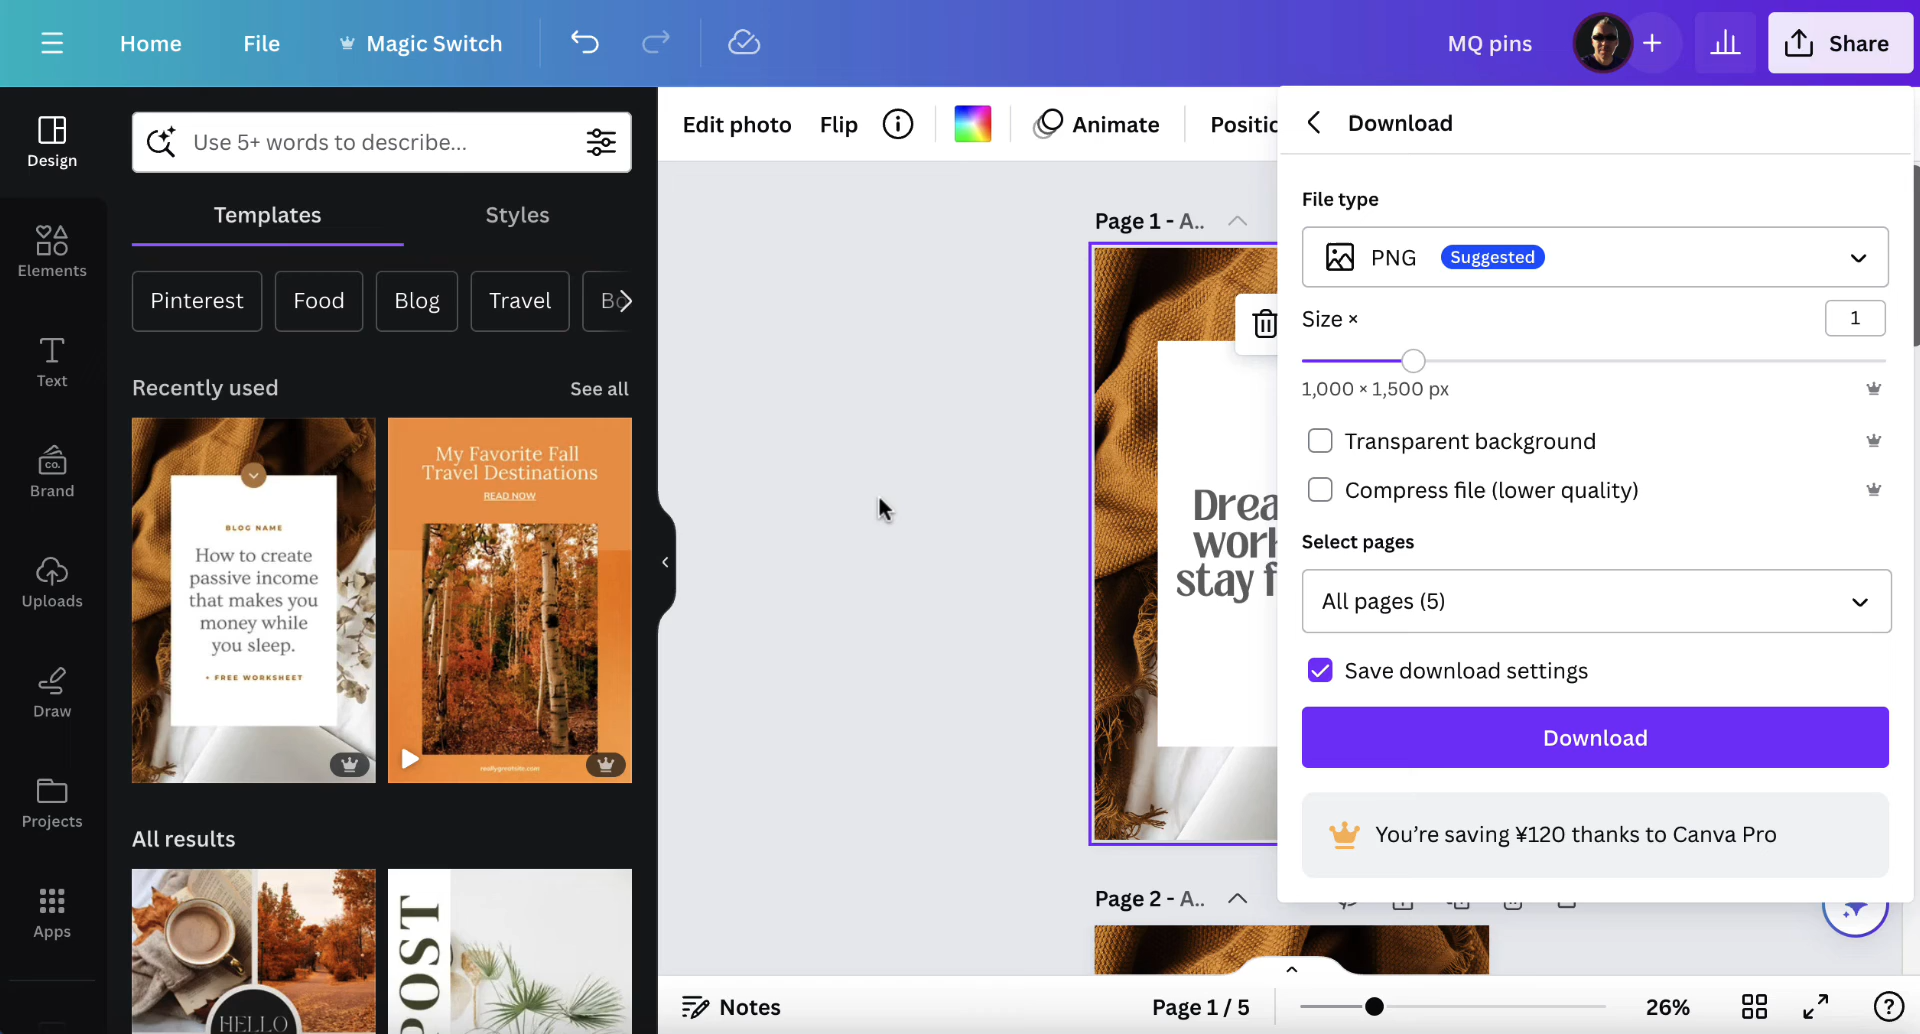 Home
File
Magic Switch
MQ pins
Share
Design
Elements
Text
CO.
Brand
Uploads
Draw
Projects
Apps
Use 5+ words to describe...
Templates
Styles
Pinterest
Food
Blog
Travel
Recently used
See all
BLOG NAME
How to create
passive income
that makes you
money while
you sleep.
• FREE WORKSHEET
My Favorite Fall
Travel Destinations
READ NOW
All results
HELLO
POST
Edit photo
Flip
Animate
Positio
Page 1 - A..
Drea
work
stay f
Page 2 - A..
Download
File type
PNG
Suggested
Size ×
1
1,000 × 1,500 px
Transparent background
Compress file (lower quality)
Select pages
All pages (5)
Save download settings
Download
You’re saving ¥120 thanks to Canva Pro
Notes
Page 1 / 5
26%